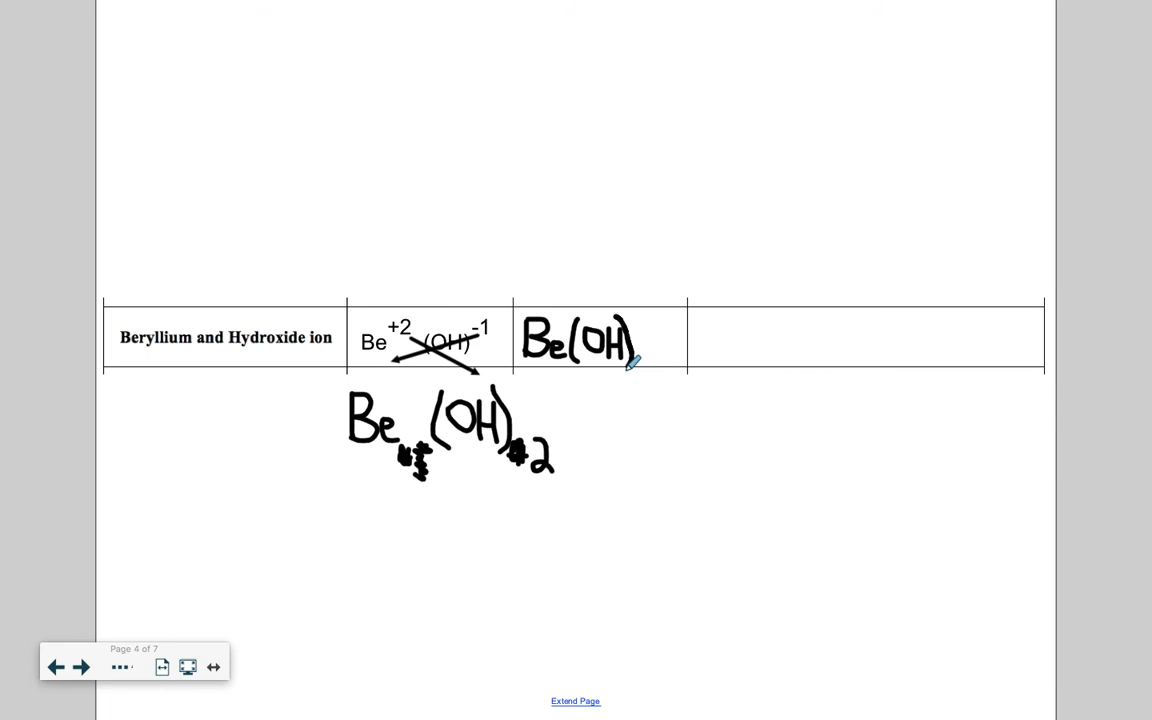 Beryllium and Hydroxide ion Be+2 (OH)-1 Be(OH)
Be (OH) 2
Page 4 of 7
Extend Page